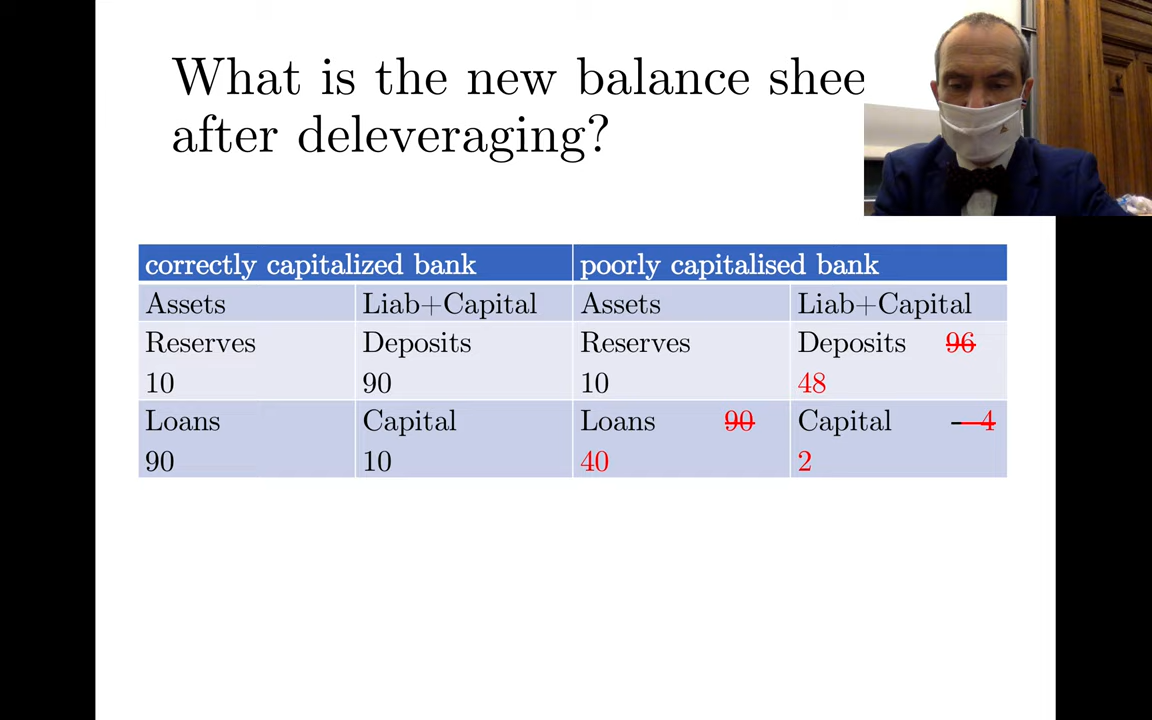 What is the new balance shee
after deleveraging?
correctly capitalized bank
poorly capitalised bank
Assets
Liab+Capital
Assets
Liab+Capital
Reserves
10
Deposits
90
Reserves
10
Deposits 96
48
Loans
90
Capital
10
Loans 90
40
Capital - 4
2